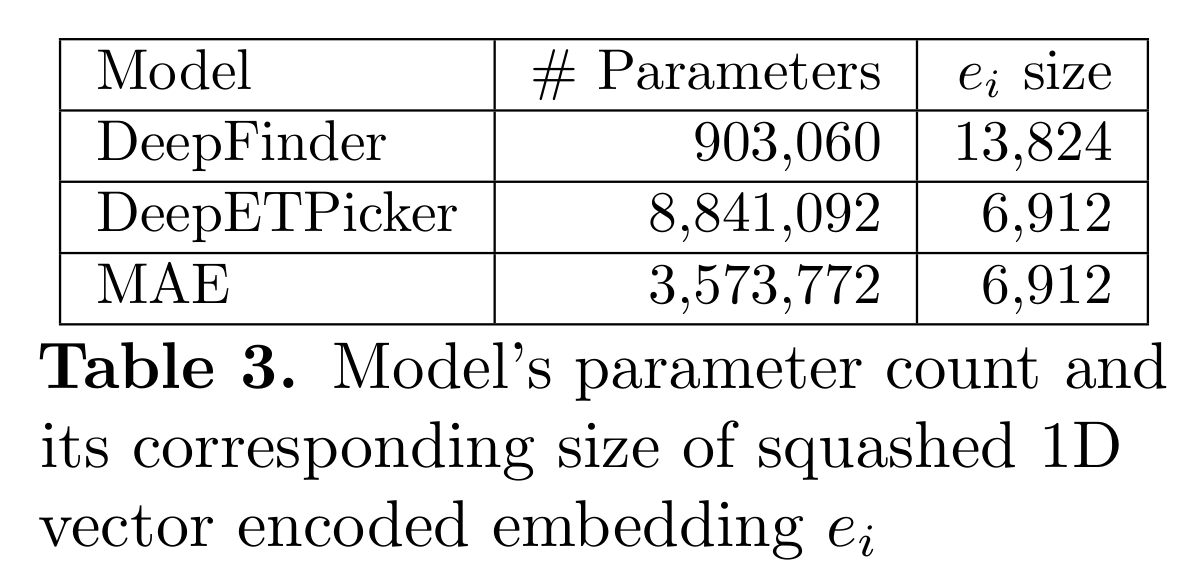 Model # Parameters e_i size
DeepFinder 903,060 13,824
DeepETPicker 8,841,092 6,912
MAE 3,573,772 6,912
Table 3. Model's parameter count and
its corresponding size of squashed 1D
vector encoded embedding e_i